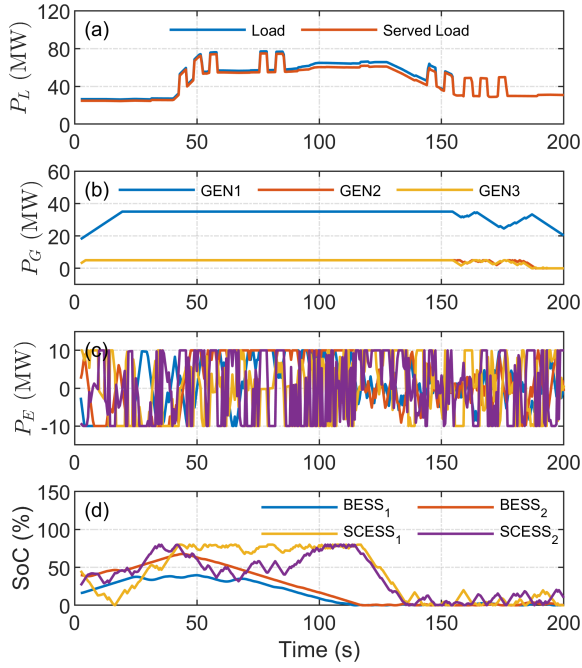 (a)
Load
Served Load
P_L (MW)
120
80
40
0
0
50
100
150
200
(b)
GEN1
GEN2
GEN3
P_G (MW)
60
40
20
0
0
50
100
150
200
(c)
P_E (MW)
10
0
-10
0
50
100
150
200
(d)
BESS_1
BESS_2
SCESS_1
SCESS_2
SoC (%)
150
100
50
0
0
50
100
150
200
Time (s)